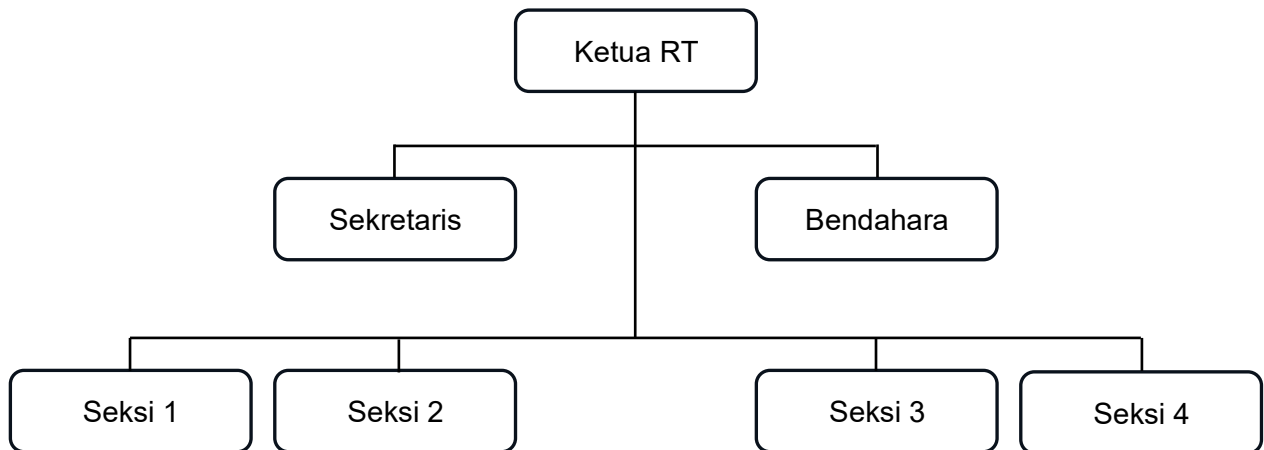 Ketua RT
Sekretaris
Bendahara
Seksi 1
Seksi 2
Seksi 3
Seksi 4